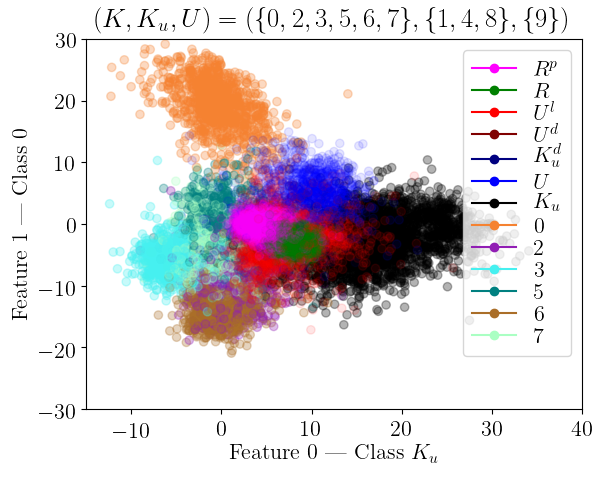 (K, K_u, U) = ({0, 2, 3, 5, 6, 7}, {1, 4, 8}, {9})
30
20
10
0
−10
−20
−30
Feature 1 — Class 0
R^p
R
U^l
U^d
K_u^d
U
K_u
0
2
3
5
6
7
−10
0
10
20
30
40
Feature 0 — Class K_u